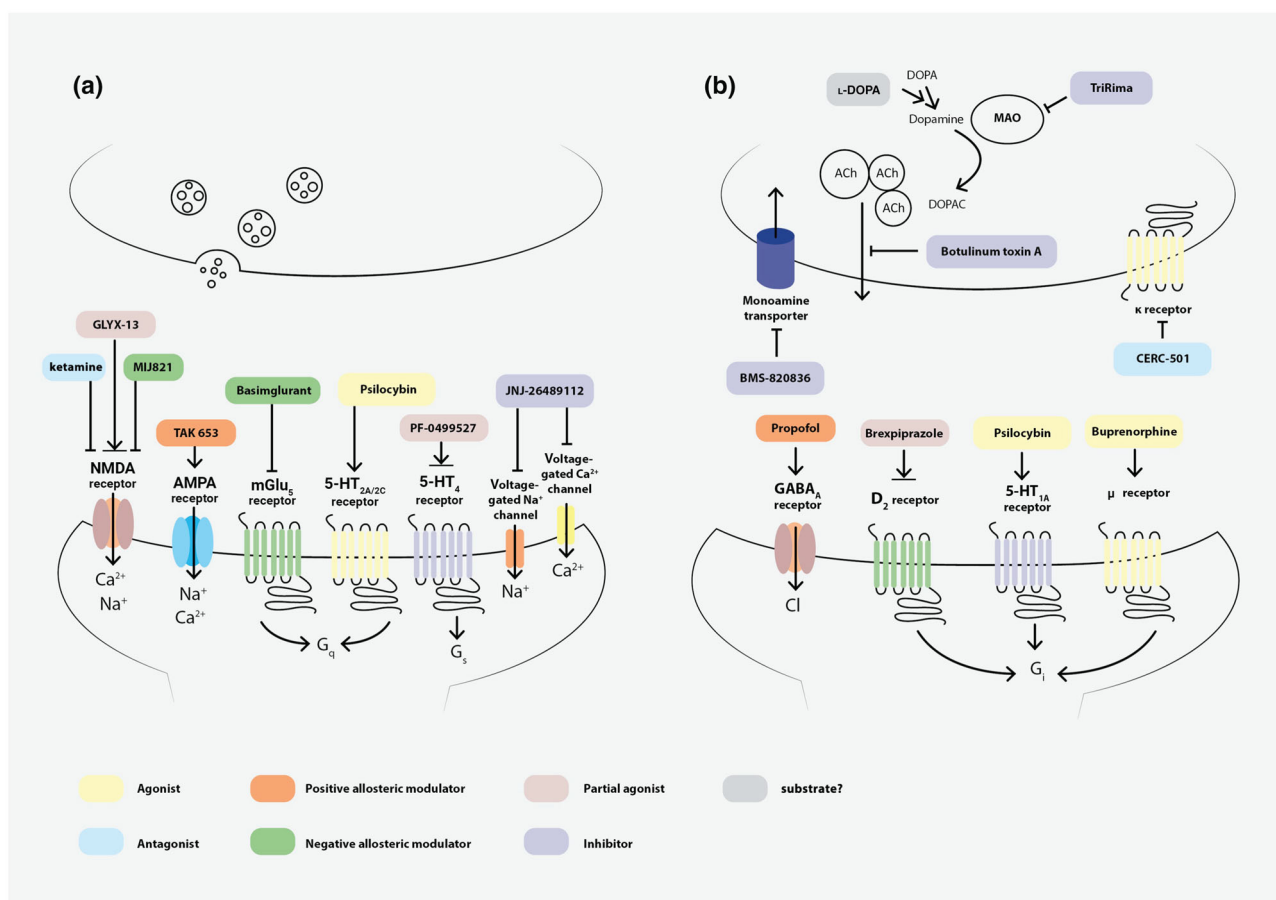 (a)
GLYX-13
ketamine
MIJ821
TAK 653
Basimglurant
Psilocybin
PF-0499527
JNJ-26489112
NMDA
receptor
AMPA
receptor
mGlu5
receptor
5-HT2A/2C
receptor
5-HT4
receptor
Voltage-
gated Na+
channel
Voltage-
gated Ca2+
channel
Ca2+
Na+
Na+
Ca2+
Gq
Gs
Na+
Ca2+
(b)
L-DOPA
DOPA
Dopamine
MAO
TriRima
ACh
ACh
ACh
DOPAC
Botulinum toxin A
Monoamine
transporter
BMS-820836
κ receptor
CERC-501
Propofol
Brexpiprazole
Psilocybin
Buprenorphine
GABAA
receptor
D2 receptor
5-HT1A
receptor
μ receptor
Cl
Gi
Agonist
Positive allosteric modulator
Partial agonist
substrate?
Antagonist
Negative allosteric modulator
Inhibitor